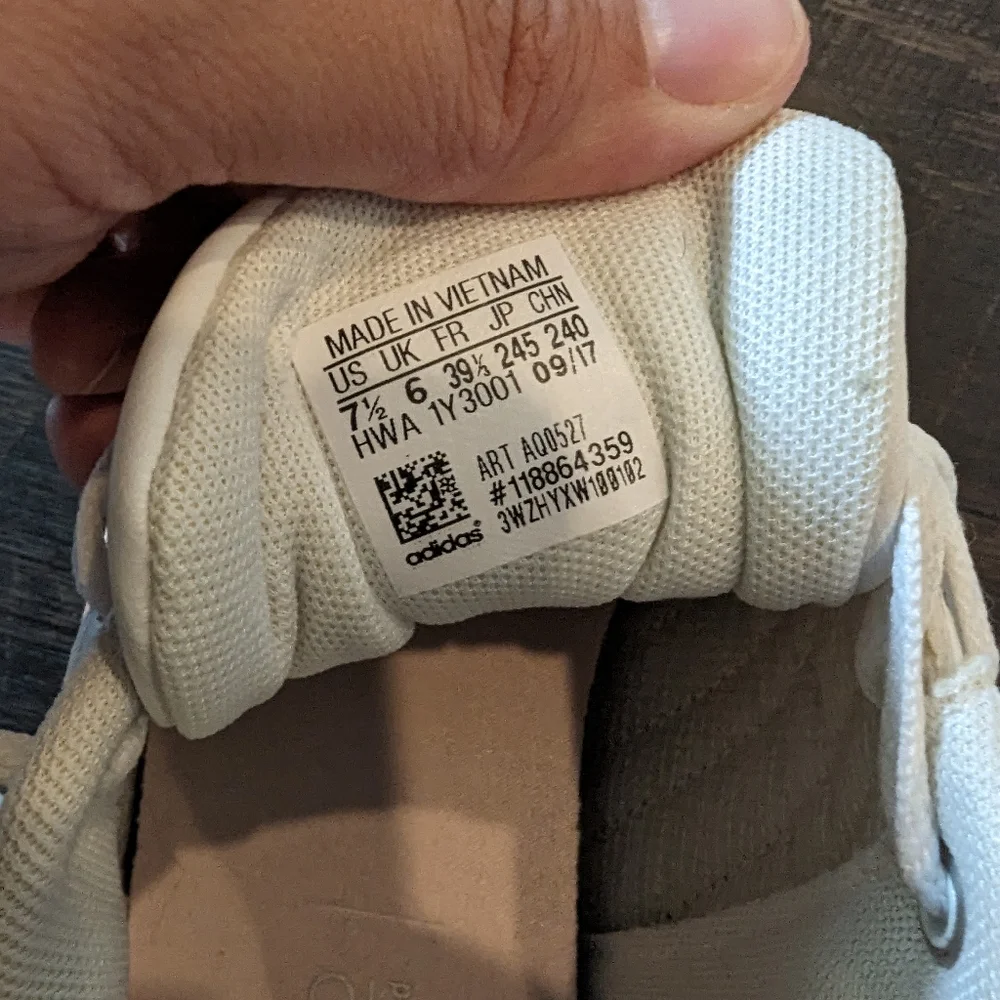 MADE IN VIETNAM
US UK FR JP CHN
7½ 6 39⅓ 245 240
HWA 1Y3001 09/17
ART AQ0527
#118864359
3WZHYXW100102
adidas®